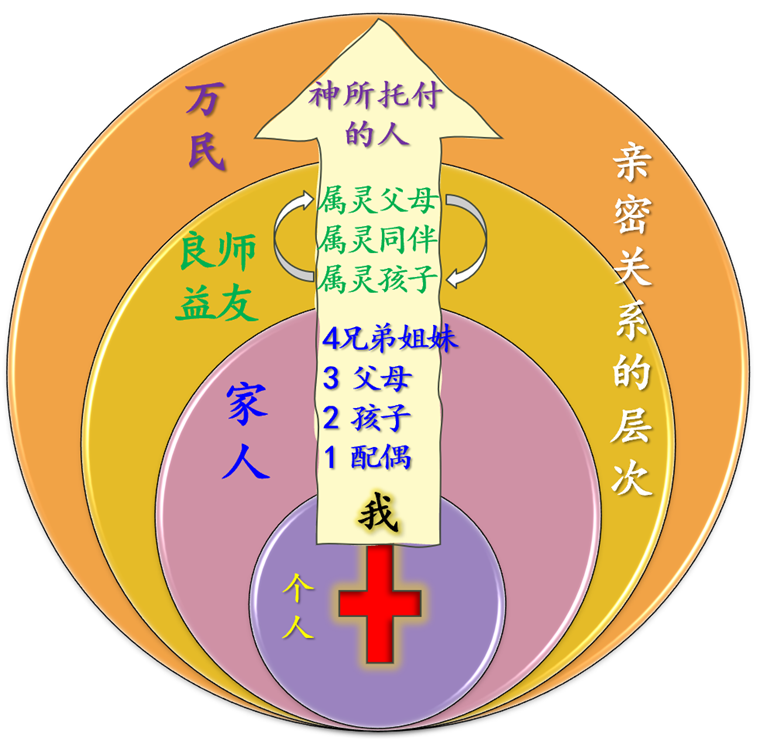 神所托付
的人
万民
亲密关系的层次
属灵父母
属灵同伴
属灵孩子
良师
益友
4兄弟姐妹
3 父母
2 孩子
1 配偶
家人
我
个人